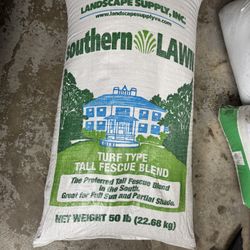 LANDSCAPE SUPPLY, INC.
www.landscapesupplyva.com
Southern LAWN
TURF TYPE
TALL FESCUE BLEND
The Preferred Tall Fescue Blend
in the South.
Great for Full Sun and Partial Shade.
NET WEIGHT 50 lb (22.68 kg)